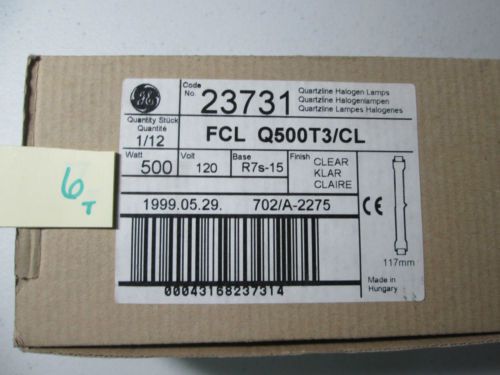 GE
Code
No.
23731
Quartzline Halogen Lamps
Quartzline Halogenlampen
Quartzline Lampes Halogenes
Quantity Stück
Quantité
1/12
FCL Q500T3/CL
Watt
500
Volt
120
Base
R7s-15
Finish
CLEAR
KLAR
CLAIRE
1999.05.29. 702/A-2275
CE
117mm
00043168237314
Made in
Hungary
6T